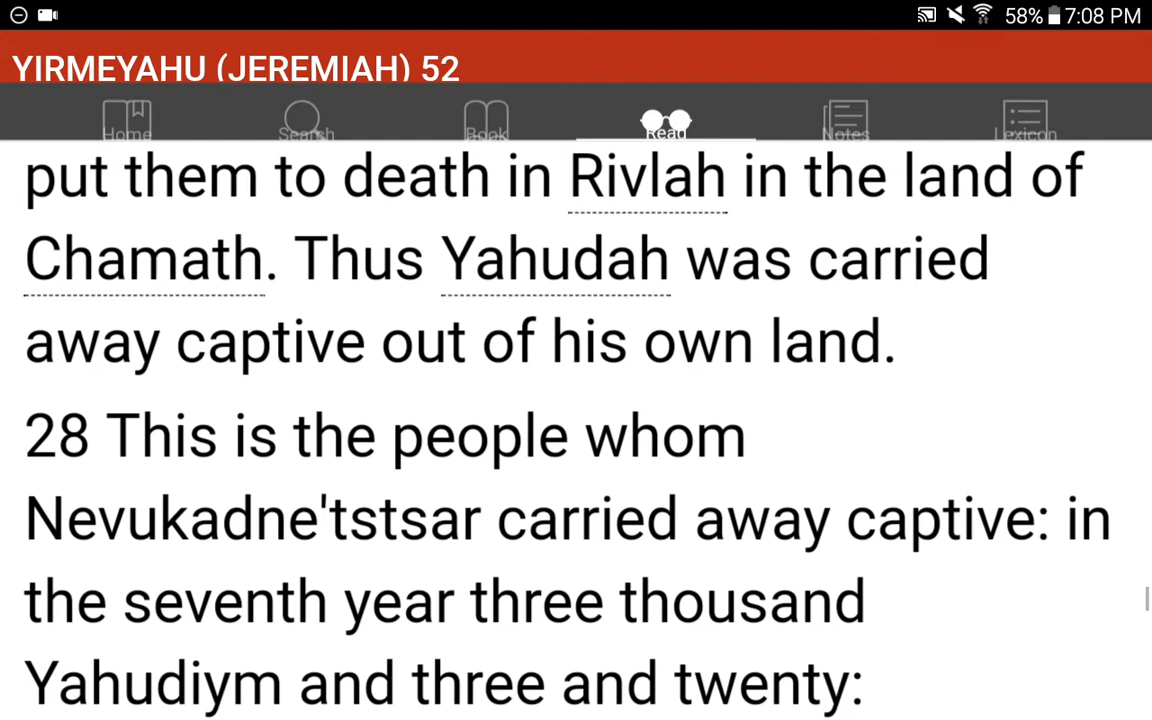 58% 7:08 PM
YIRMEYAHU (JEREMIAH) 52
Home Search Book Read Notes Lexicon
put them to death in Rivlah in the land of
Chamath. Thus Yahudah was carried
away captive out of his own land.
28 This is the people whom
Nevukadne'tstsar carried away captive: in
the seventh year three thousand
Yahudiym and three and twenty: